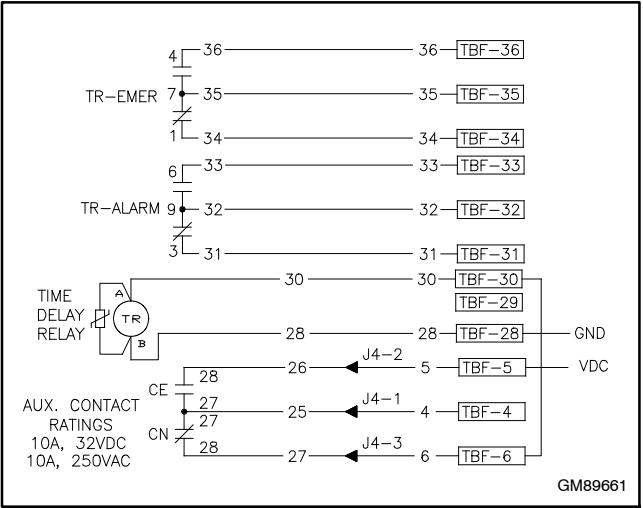 4 36 36 TBF-36
TR-EMER 7 35 35 TBF-35
1 34 34 TBF-34
6 33 33 TBF-33
TR-ALARM 9 32 32 TBF-32
3 31 31 TBF-31
30 30 TBF-30
TIME
DELAY
RELAY
A
TR
B
TBF-29
28 28 TBF-28 GND
28 26 J4-2 5 TBF-5 VDC
CE
27 25 J4-1 4 TBF-4
27
CN
28 27 J4-3 6 TBF-6
AUX. CONTACT
RATINGS
10A, 32VDC
10A, 250VAC
GM89661